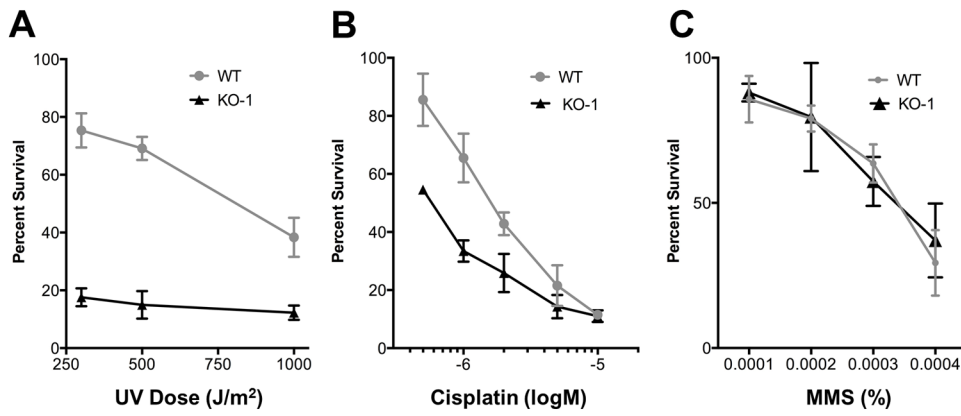 A
100
80
60
40
20
0
Percent Survival
WT
KO-1
250
500
750
1000
UV Dose (J/m²)
B
100
80
60
40
20
0
Percent Survival
WT
KO-1
-6
-5
Cisplatin (logM)
C
100
50
0
Percent Survival
WT
KO-1
0.0001 0.0002 0.0003 0.0004
MMS (%)